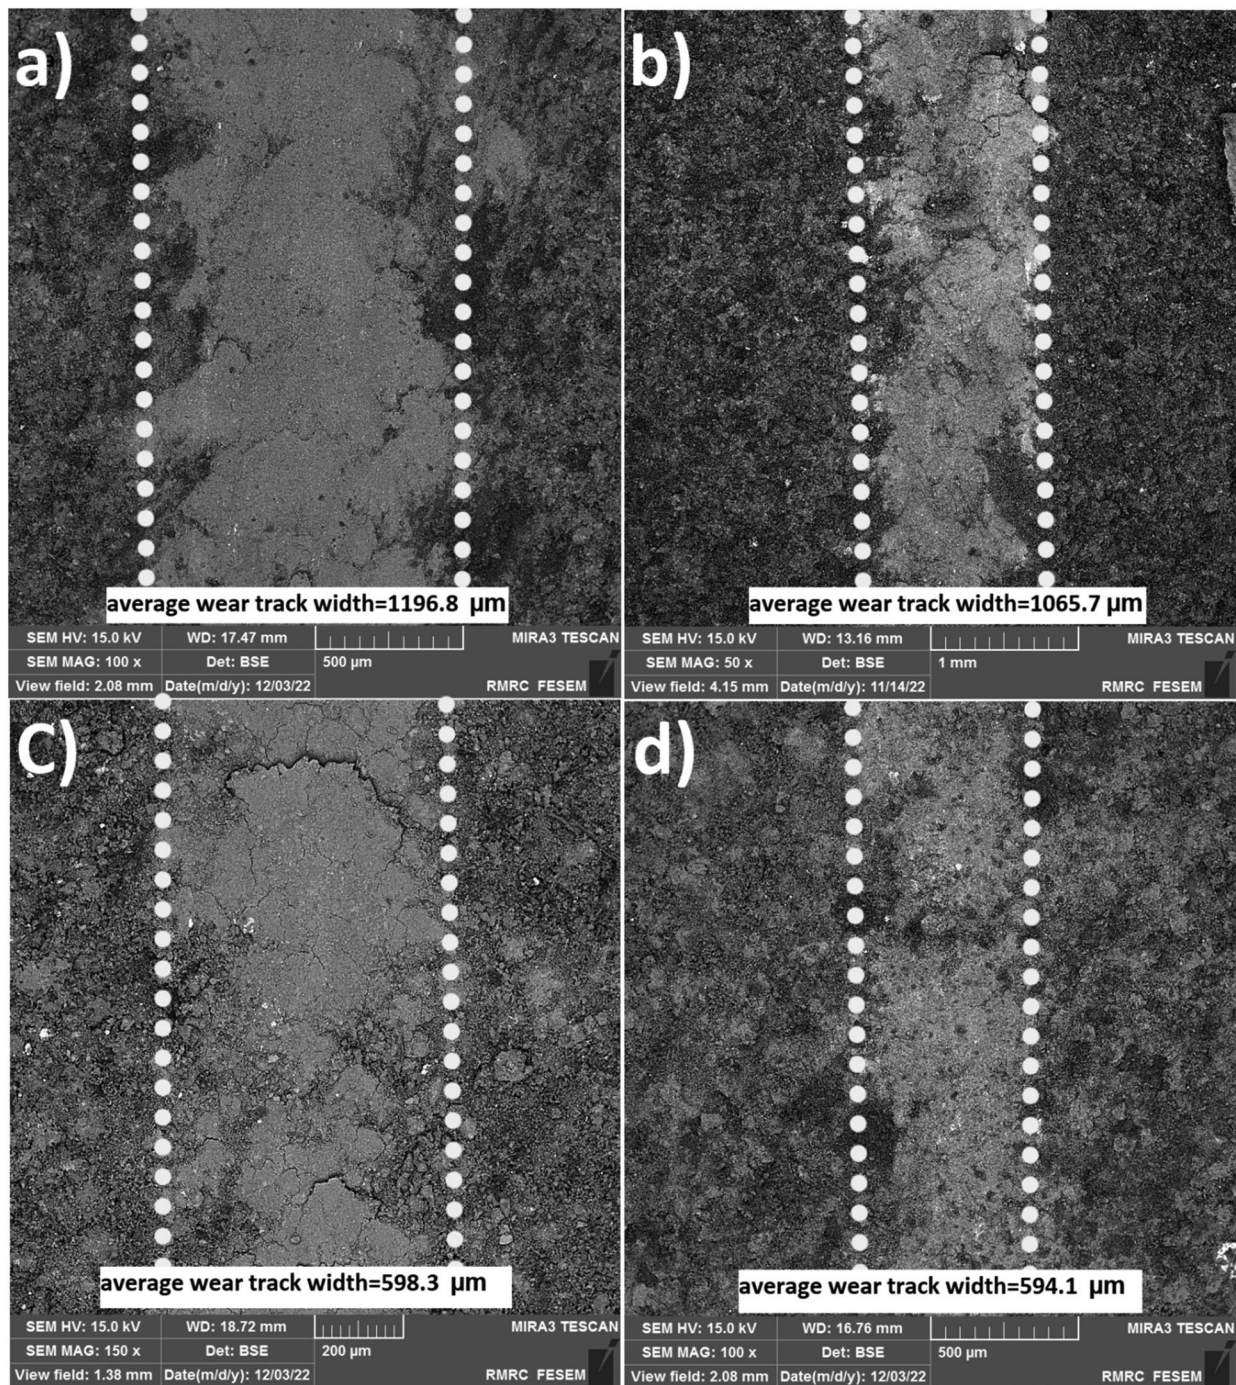 a)
average wear track width=1196.8 µm
SEM HV: 15.0 kV WD: 17.47 mm MIRA3 TESCAN
SEM MAG: 100 x Det: BSE 500 µm
View field: 2.08 mm Date(m/d/y): 12/03/22 RMRC FESEM
b)
average wear track width=1065.7 µm
SEM HV: 15.0 kV WD: 13.16 mm MIRA3 TESCAN
SEM MAG: 50 x Det: BSE 1 mm
View field: 4.15 mm Date(m/d/y): 11/14/22 RMRC FESEM
C)
average wear track width=598.3 µm
SEM HV: 15.0 kV WD: 18.72 mm MIRA3 TESCAN
SEM MAG: 150 x Det: BSE 200 µm
View field: 1.38 mm Date(m/d/y): 12/03/22 RMRC FESEM
d)
average wear track width=594.1 µm
SEM HV: 15.0 kV WD: 16.76 mm MIRA3 TESCAN
SEM MAG: 100 x Det: BSE 500 µm
View field: 2.08 mm Date(m/d/y): 12/03/22 RMRC FESEM